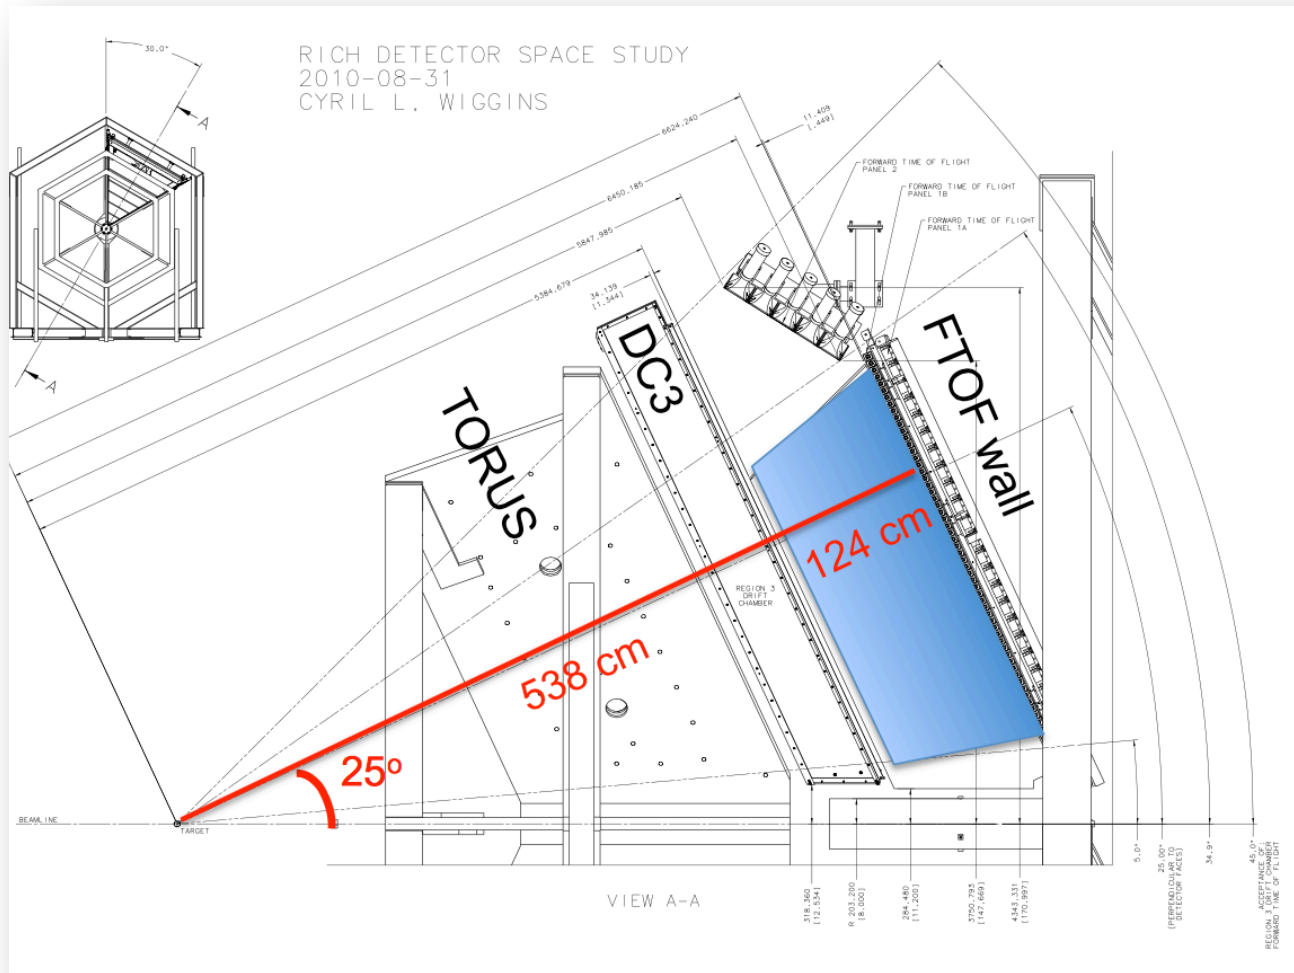 RICH DETECTOR SPACE STUDY
2010-08-31
CYRIL L. WIGGINS
30.0°
A
A
6624.240
11.409
[.449]
6450.185
5847.985
5384.679
34.139
[1.344]
FORWARD TIME OF FLIGHT
PANEL 2
FORWARD TIME OF FLIGHT
PANEL 1B
FORWARD TIME OF FLIGHT
PANEL 1A
TORUS
DC3
FTOF wall
124 cm
538 cm
25º
REGION 3
DRIFT
CHAMBER
BEAMLINE
TARGET
VIEW A-A
318.360
[12.534]
R 203.200
[8.000]
284.480
[11.200]
3750.793
[147.669]
4343.331
[170.997]
5.0°
25.00°
(PERPENDICULAR TO
DETECTOR FACES)
34.9°
45.0°
ACCEPTANCE OF:
REGION 3 DRIFT CHAMBER
FORWARD TIME OF FLIGHT